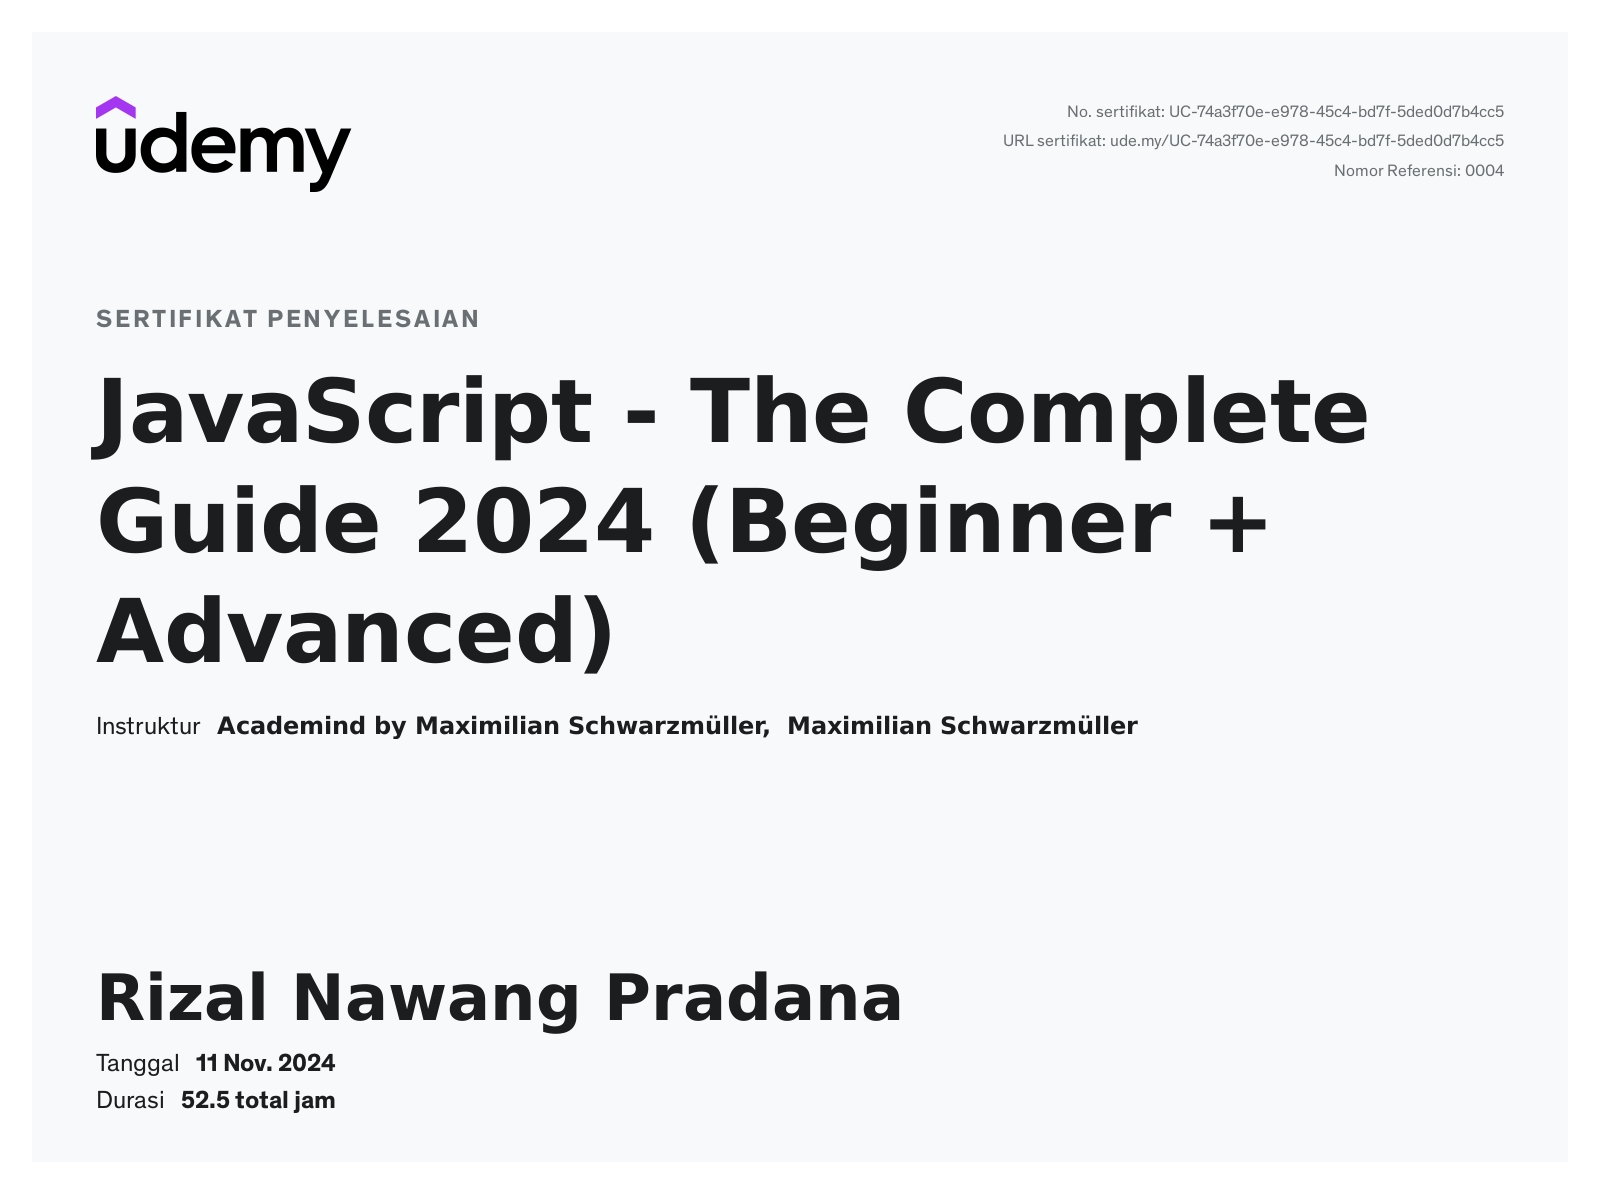 udemy
No. sertifikat: UC-74a3f70e-e978-45c4-bd7f-5ded0d7b4cc5
URL sertifikat: ude.my/UC-74a3f70e-e978-45c4-bd7f-5ded0d7b4cc5
Nomor Referensi: 0004
SERTIFIKAT PENYELESAIAN
JavaScript - The Complete
Guide 2024 (Beginner +
Advanced)
Instruktur Academind by Maximilian Schwarzmüller, Maximilian Schwarzmüller
Rizal Nawang Pradana
Tanggal 11 Nov. 2024
Durasi 52.5 total jam